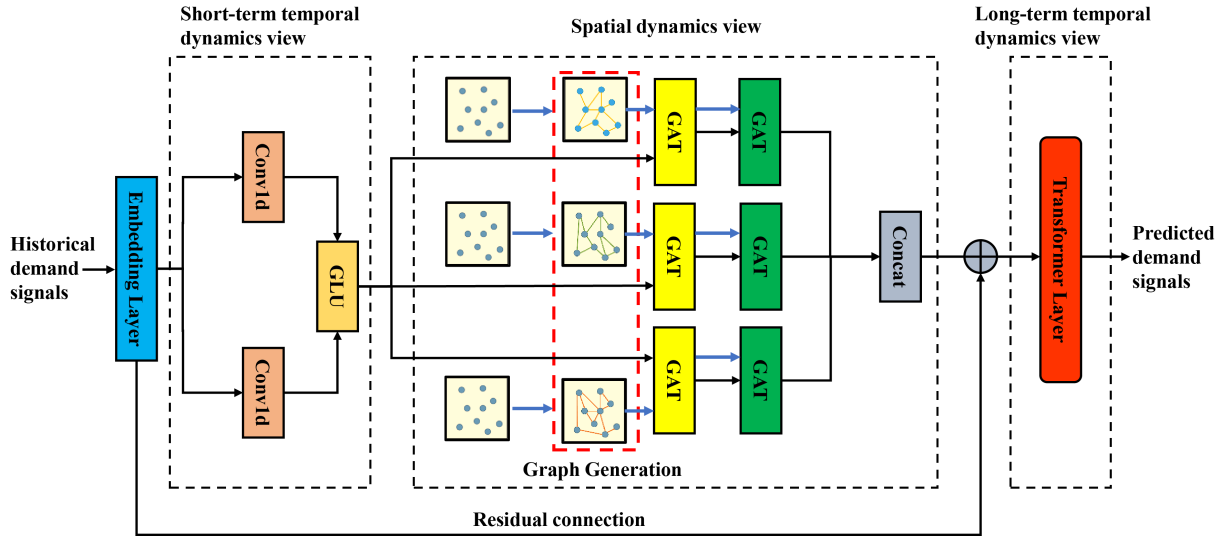 Short-term temporal
dynamics view
Spatial dynamics view
Long-term temporal
dynamics view
Historical
demand
signals
Embedding Layer
Conv1d
Conv1d
GLU
GAT
GAT
GAT
GAT
GAT
GAT
Graph Generation
Concat
Transformer Layer
Predicted
demand
signals
Residual connection